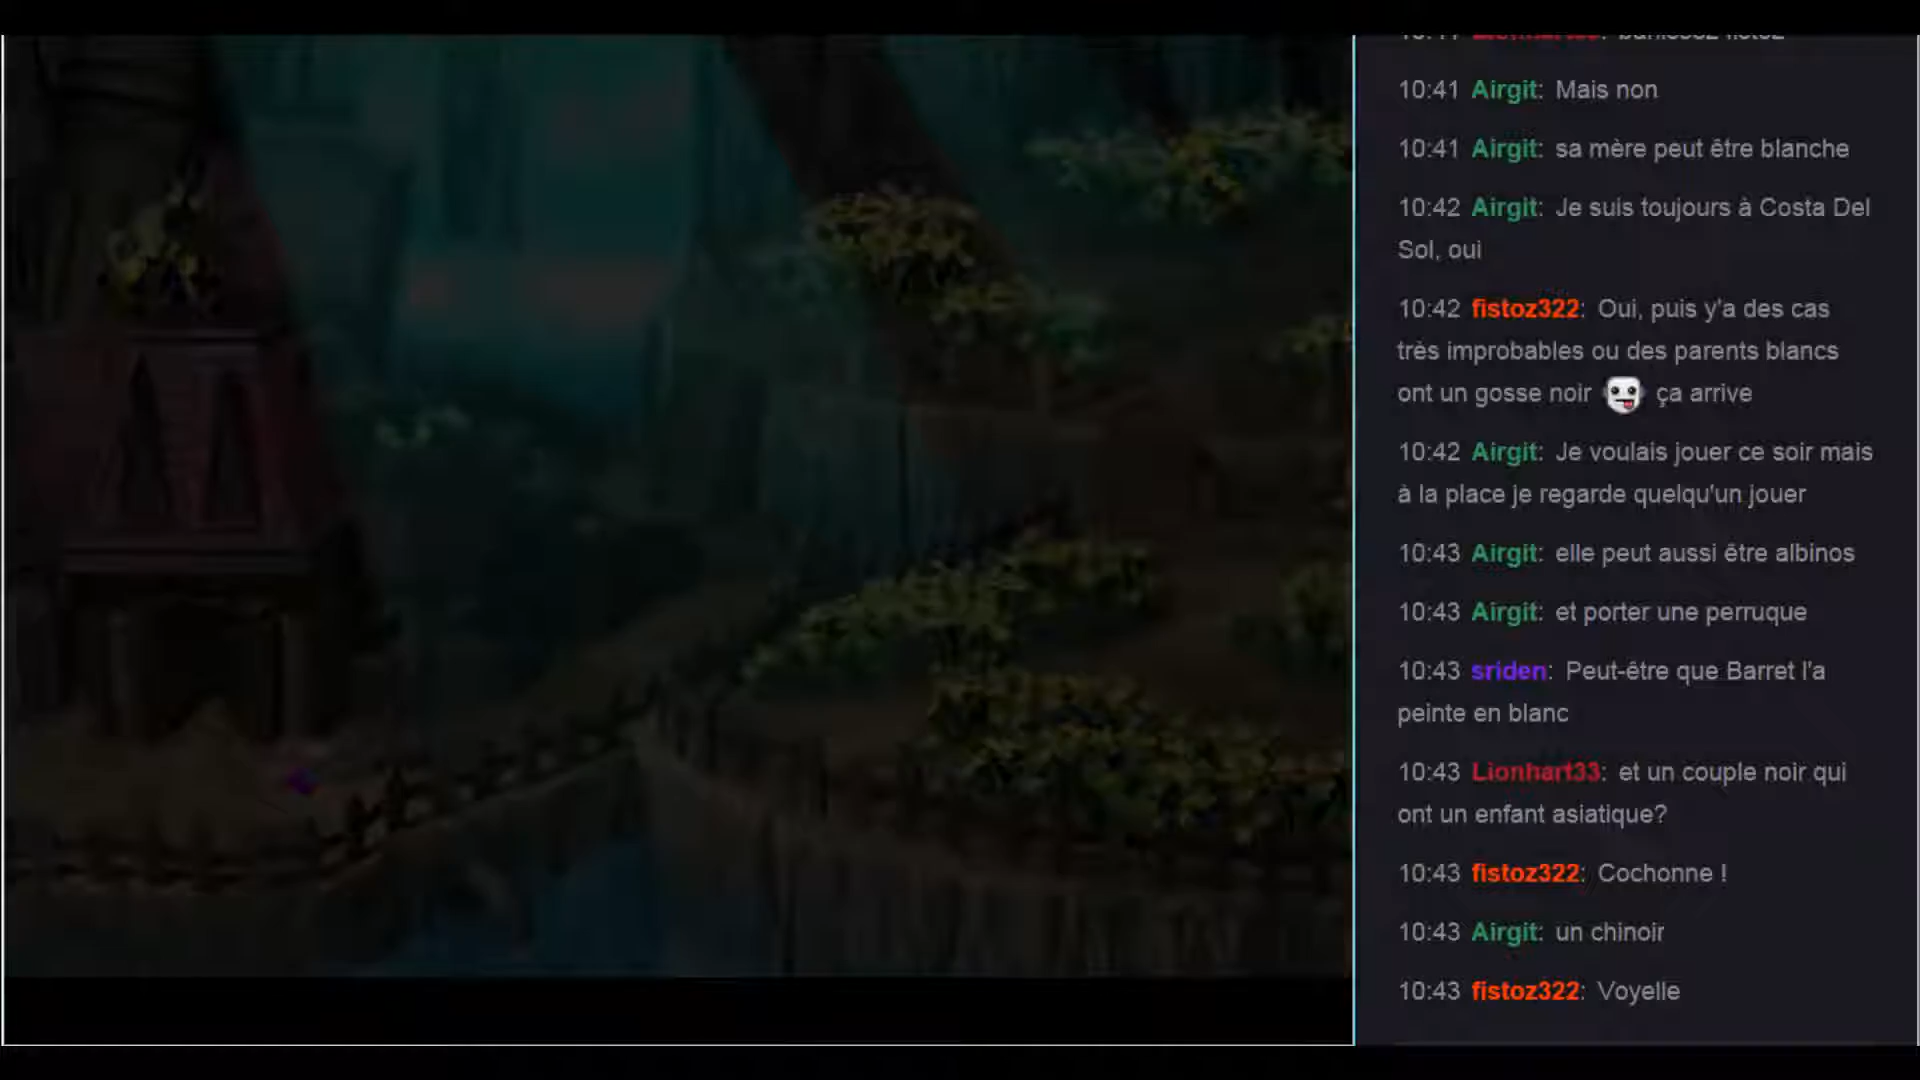 10:41 Airgit: Mais non
10:41 Airgit: sa mère peut être blanche
10:42 Airgit: Je suis toujours à Costa Del
Sol, oui
10:42 fistoz322: Oui, puis y'a des cas
très improbables ou des parents blancs
ont un gosse noir ça arrive
10:42 Airgit: Je voulais jouer ce soir mais
à la place je regarde quelqu'un jouer
10:43 Airgit: elle peut aussi être albinos
10:43 Airgit: et porter une perruque
10:43 sriden: Peut-être que Barret l'a
peinte en blanc
10:43 Lionhart33: et un couple noir qui
ont un enfant asiatique?
10:43 fistoz322: Cochonne !
10:43 Airgit: un chinoir
10:43 fistoz322: Voyelle